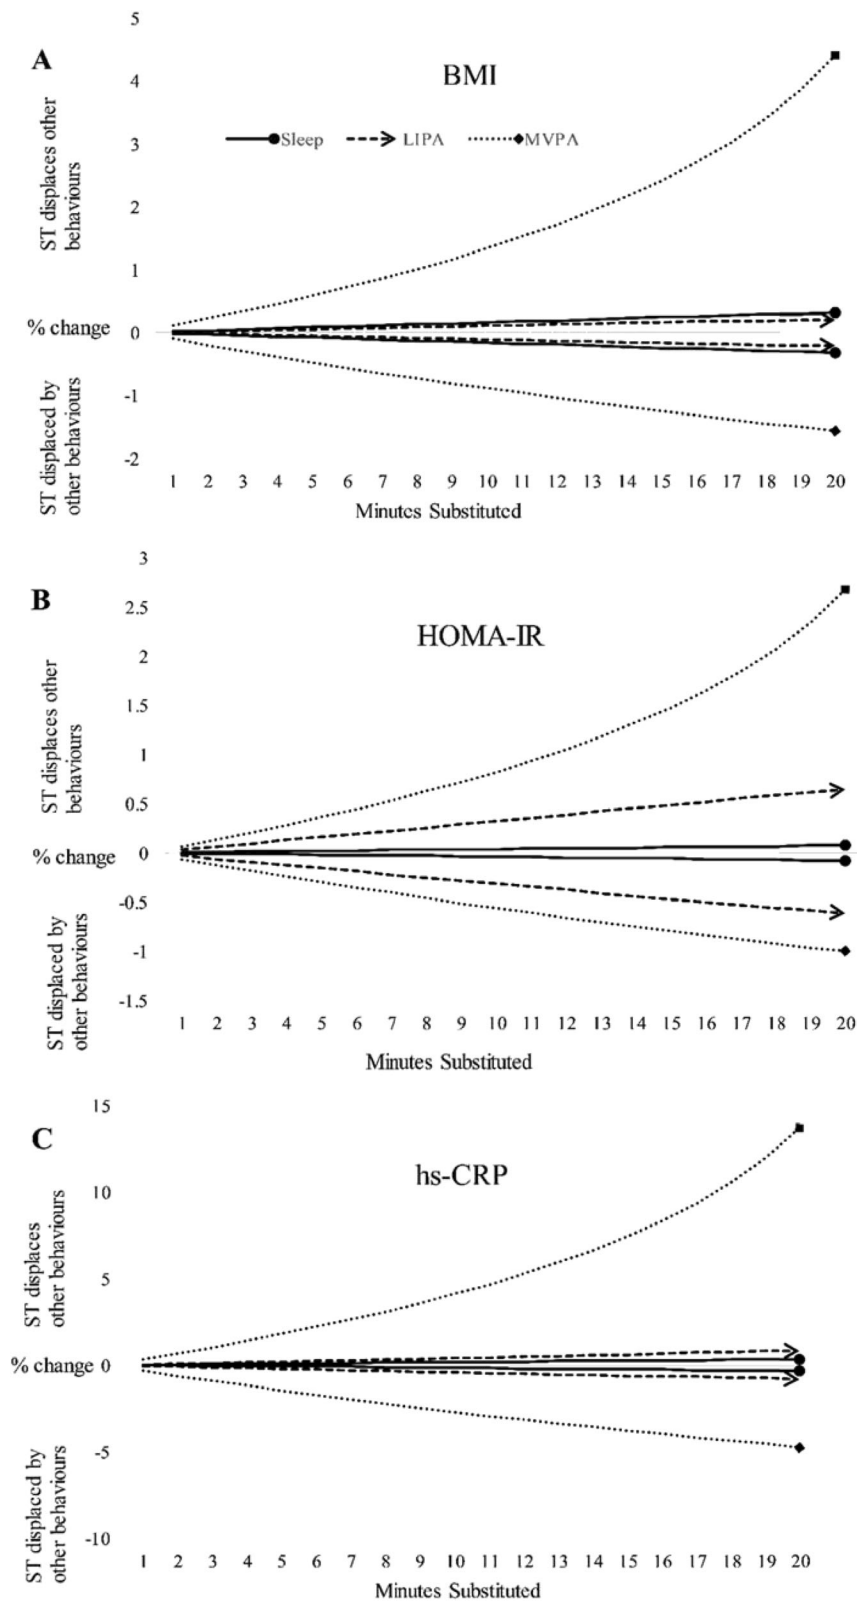 A
BMI
5
4
3
2
1
0
-1
-2
ST displaces other
behaviours
% change
ST displaced by
other behaviours
Sleep LIPA MVPA
1 2 3 4 5 6 7 8 9 10 11 12 13 14 15 16 17 18 19 20
Minutes Substituted
B
HOMA-IR
3
2.5
2
1.5
1
0.5
0
-0.5
-1
-1.5
ST displaces other
behaviours
% change
ST displaced by
other behaviours
1 2 3 4 5 6 7 8 9 10 11 12 13 14 15 16 17 18 19 20
Minutes Substituted
C
hs-CRP
15
10
5
0
-5
-10
ST displaces
other behaviours
% change
ST displaced by
other behaviours
1 2 3 4 5 6 7 8 9 10 11 12 13 14 15 16 17 18 19 20
Minutes Substituted